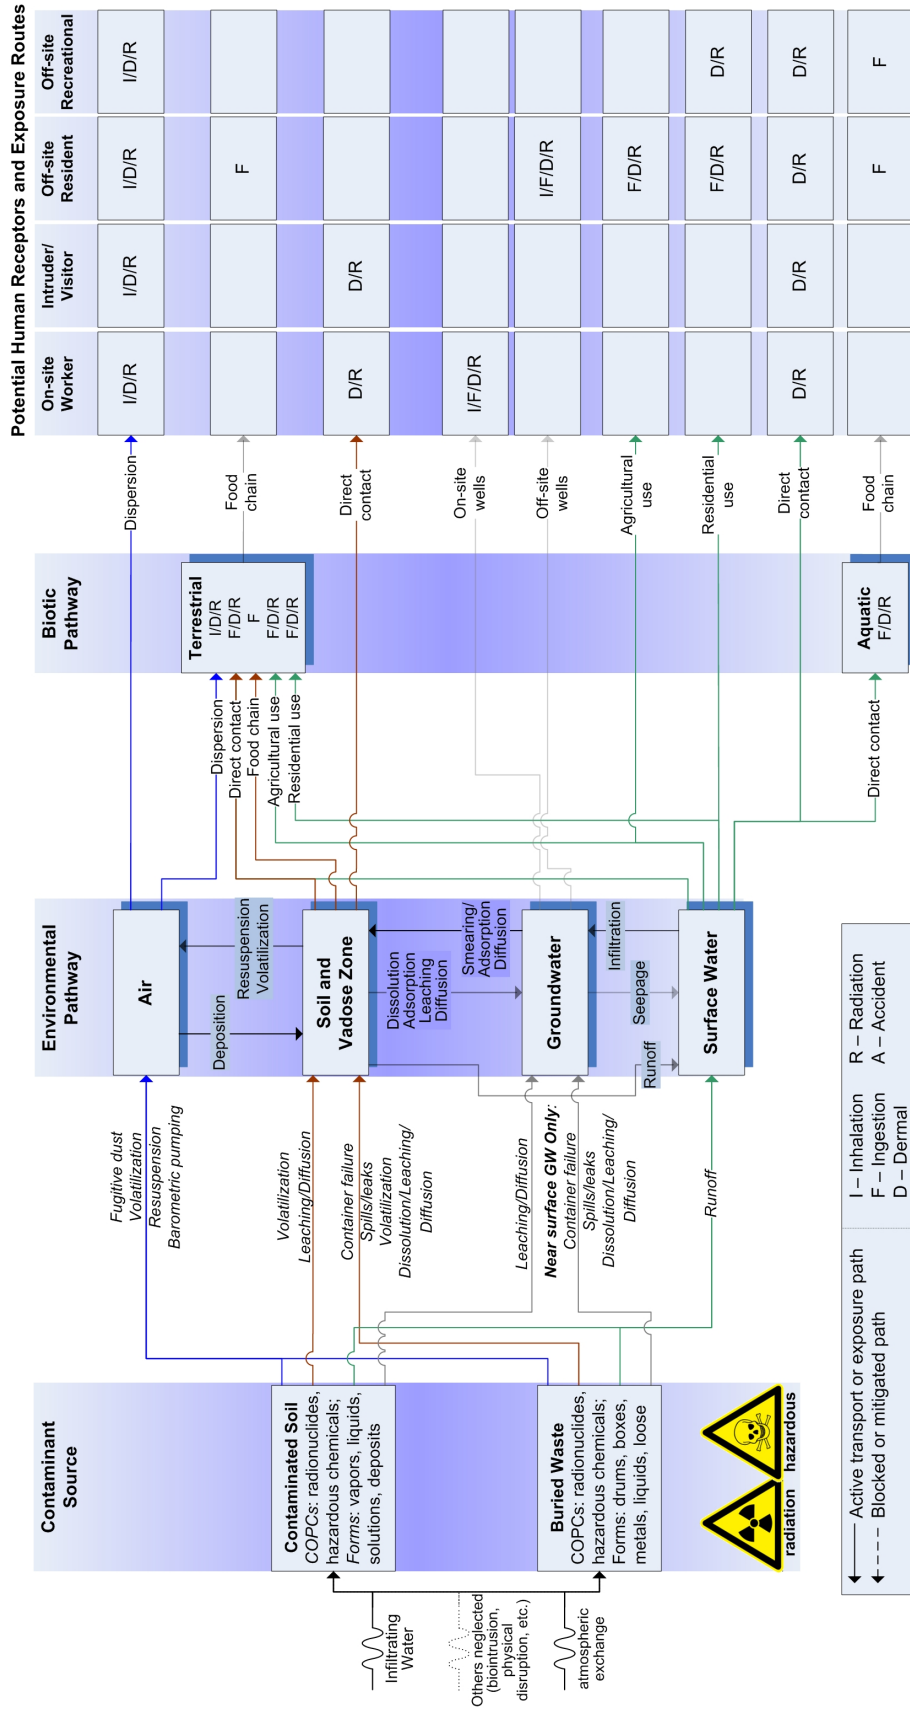 Potential Human Receptors and Exposure Routes
Contaminant
Source
Environmental
Pathway
Biotic
Pathway
On-site
Worker
Intruder/
Visitor
Off-site
Resident
Off-site
Recreational
Infiltrating
Water
Others neglected
(biointrusion,
physical
disruption, etc.)
atmospheric
exchange
Contaminated Soil
COPCs: radionuclides,
hazardous chemicals;
Forms: vapors, liquids,
solutions, deposits
Buried Waste
COPCs: radionuclides,
hazardous chemicals;
Forms: drums, boxes,
metals, liquids, loose
radiation
hazardous
Fugitive dust
Volatilization
Resuspension
Barometric pumping
Volatilization
Leaching/Diffusion
Container failure
Spills/leaks
Volatilization
Dissolution/Leaching/
Diffusion
Leaching/Diffusion
Near surface GW Only:
Container failure
Spills/leaks
Dissolution/Leaching/
Diffusion
Runoff
Air
Deposition
Resuspension
Volatilization
Soil and
Vadose Zone
Dissolution
Adsorption
Leaching
Diffusion
Smearing/
Adsorption
Diffusion
Groundwater
Runoff
Seepage
Infiltration
Surface Water
Dispersion
Direct contact
Food chain
Agricultural use
Residential use
Direct contact
Terrestrial
I/D/R
F/D/R
F
F/D/R
F/D/R
Aquatic
F/D/R
Dispersion
I/D/R
I/D/R
I/D/R
I/D/R
Food
chain
F
Direct
contact
D/R
D/R
On-site
wells
I/F/D/R
Off-site
wells
I/F/D/R
Agricultural
use
F/D/R
Residential
use
F/D/R
D/R
Direct
contact
D/R
D/R
D/R
D/R
Food
chain
F
F
Active transport or exposure path
Blocked or mitigated path
I – Inhalation
F – Ingestion
D – Dermal
R – Radiation
A – Accident